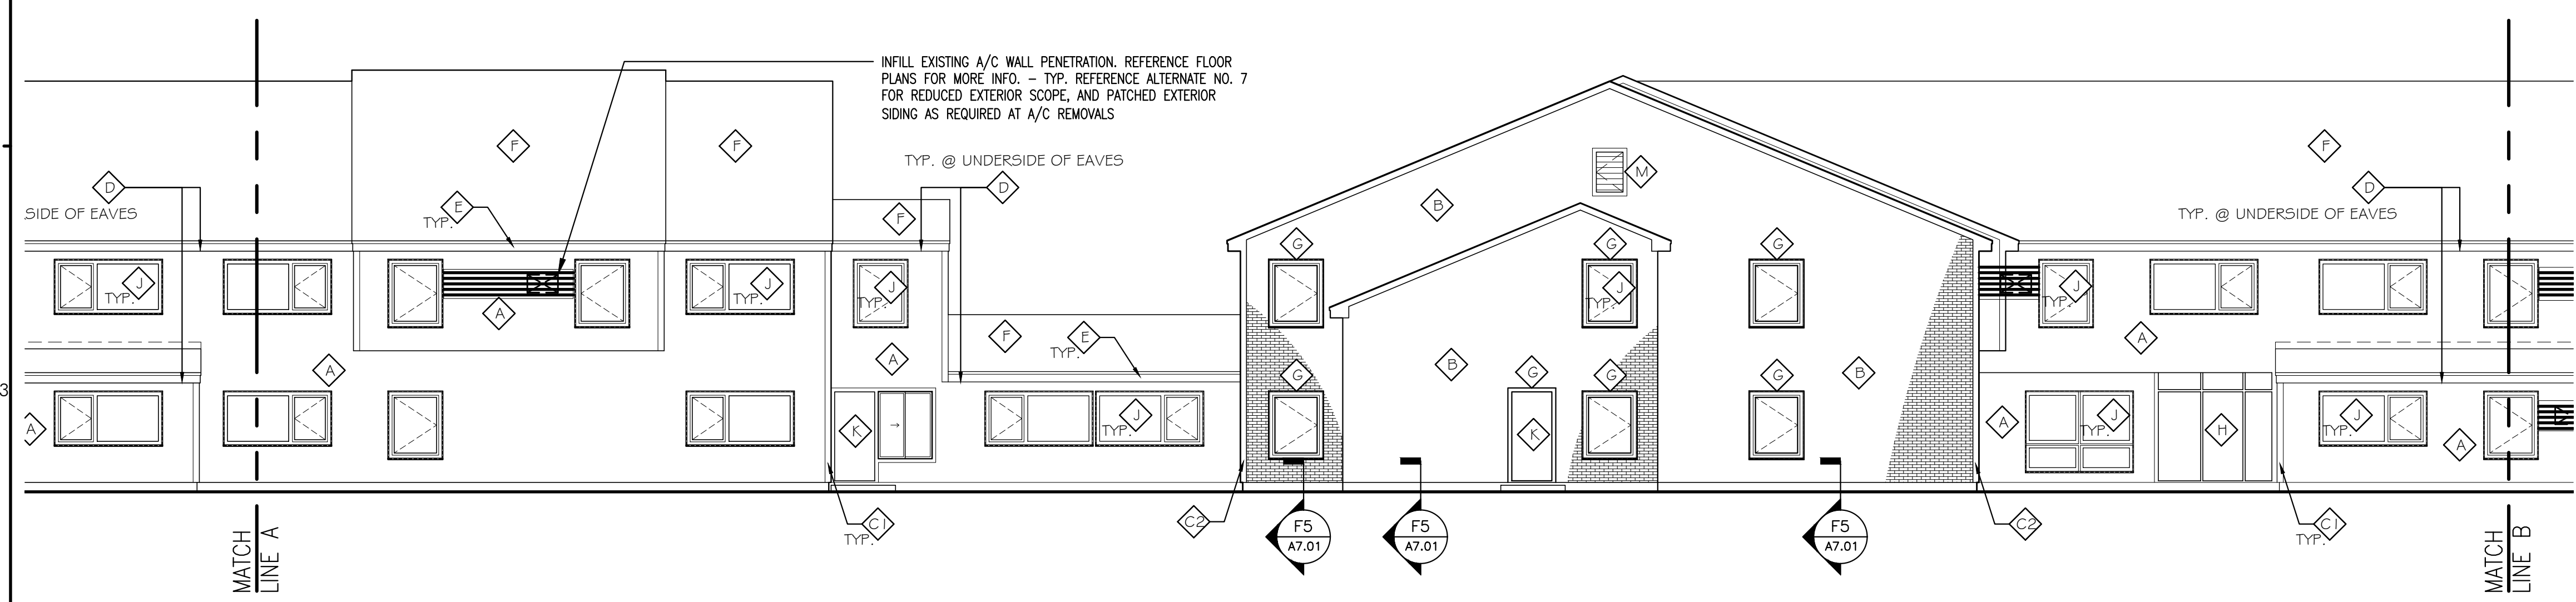 INFILL EXISTING A/C WALL PENETRATION. REFERENCE FLOOR
PLANS FOR MORE INFO. – TYP. REFERENCE ALTERNATE NO. 7
FOR REDUCED EXTERIOR SCOPE, AND PATCHED EXTERIOR
SIDING AS REQUIRED AT A/C REMOVALS
F
F
F
TYP. @ UNDERSIDE OF EAVES
M
D
D
D
SIDE OF EAVES
E
TYP.
F
B
TYP. @ UNDERSIDE OF EAVES
G
G
G
J
TYP.
J
TYP.
J
TYP.
J
TYP.
J
TYP.
A
F
E
TYP.
A
A
A
B
G
G
G
G
B
3
A
K
J
TYP.
K
A
J
TYP.
H
J
TYP.
A
C1
TYP.
C2
F5
A7.01
F5
A7.01
F5
A7.01
C2
C1
TYP.
MATCH
LINE A
MATCH
LINE B